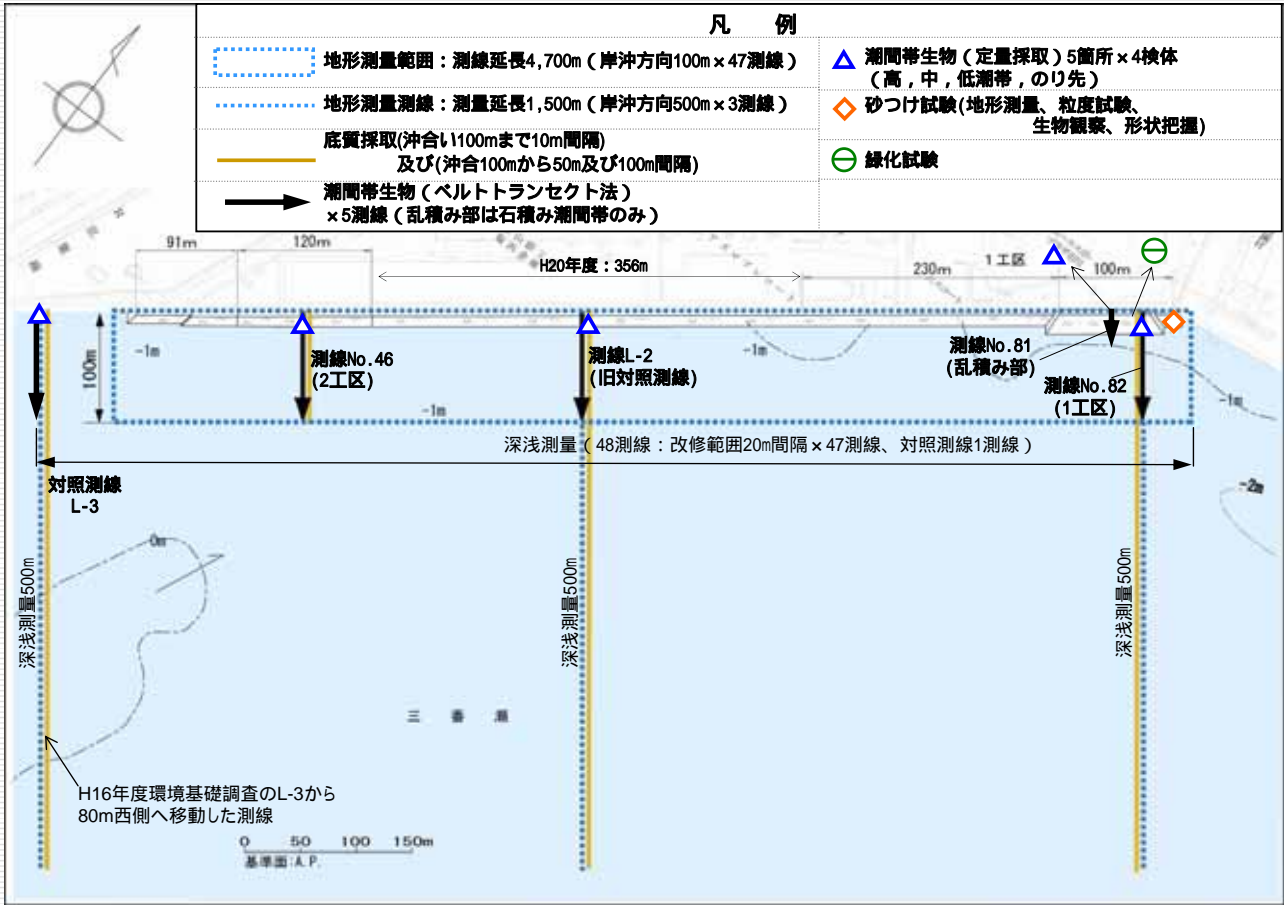 凡　例
地形測量範囲：測線延長4,700m（岸沖方向100m×47測線）
地形測量測線：測量延長1,500m（岸沖方向500m×3測線）
底質採取(沖合い100mまで10m間隔)
及び(沖合100mから50m及び100m間隔)
潮間帯生物（ベルトトランセクト法）
×5測線（乱積み部は石積み潮間帯のみ）
潮間帯生物（定量採取）5箇所×4検体
（高，中，低潮帯，のり先）
砂つけ試験(地形測量、粒度試験、
生物観察、形状把握)
緑化試験
91m
120m
H20年度：356m
230m
1工区
100m
100m
-1m
-1m
-1m
-1m
-2m
0m
測線No.46
(2工区)
測線L-2
(旧対照測線)
測線No.81
(乱積み部)
測線No.82
(1工区)
深浅測量（48測線：改修範囲20m間隔×47測線、対照測線1測線）
対照測線
L-3
深浅測量500m
深浅測量500m
深浅測量500m
三番瀬
H16年度環境基礎調査のL-3から
80m西側へ移動した測線
0 50 100 150m
基準面:A.P.